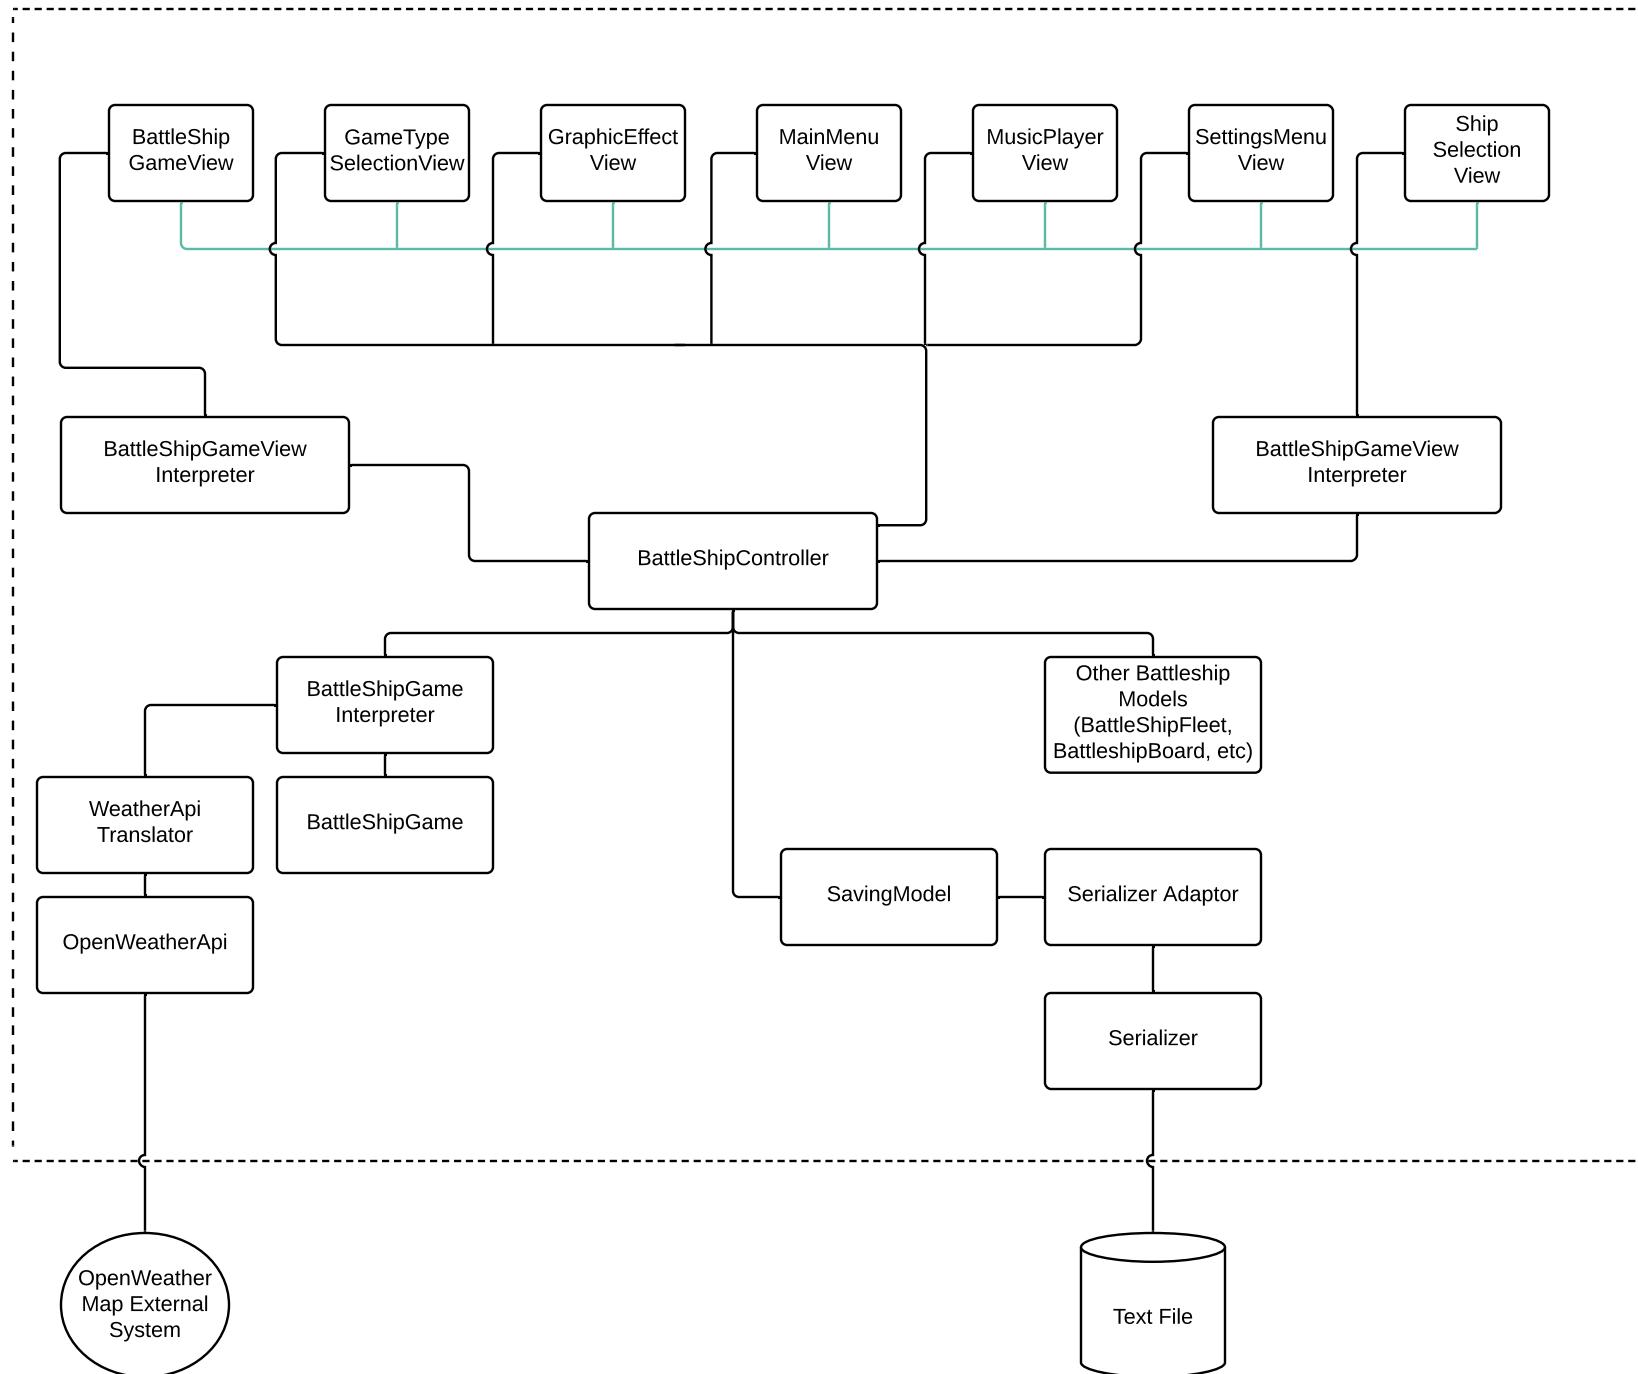 BattleShip
GameView
GameType
SelectionView
GraphicEffect
View
MainMenu
View
MusicPlayer
View
SettingsMenu
View
Ship
Selection
View
BattleShipGameView
Interpreter
BattleShipGameView
Interpreter
BattleShipController
BattleShipGame
Interpreter
Other Battleship
Models
(BattleShipFleet,
BattleshipBoard, etc)
WeatherApi
Translator
BattleShipGame
SavingModel
Serializer Adaptor
OpenWeatherApi
Serializer
OpenWeather
Map External
System
Text File